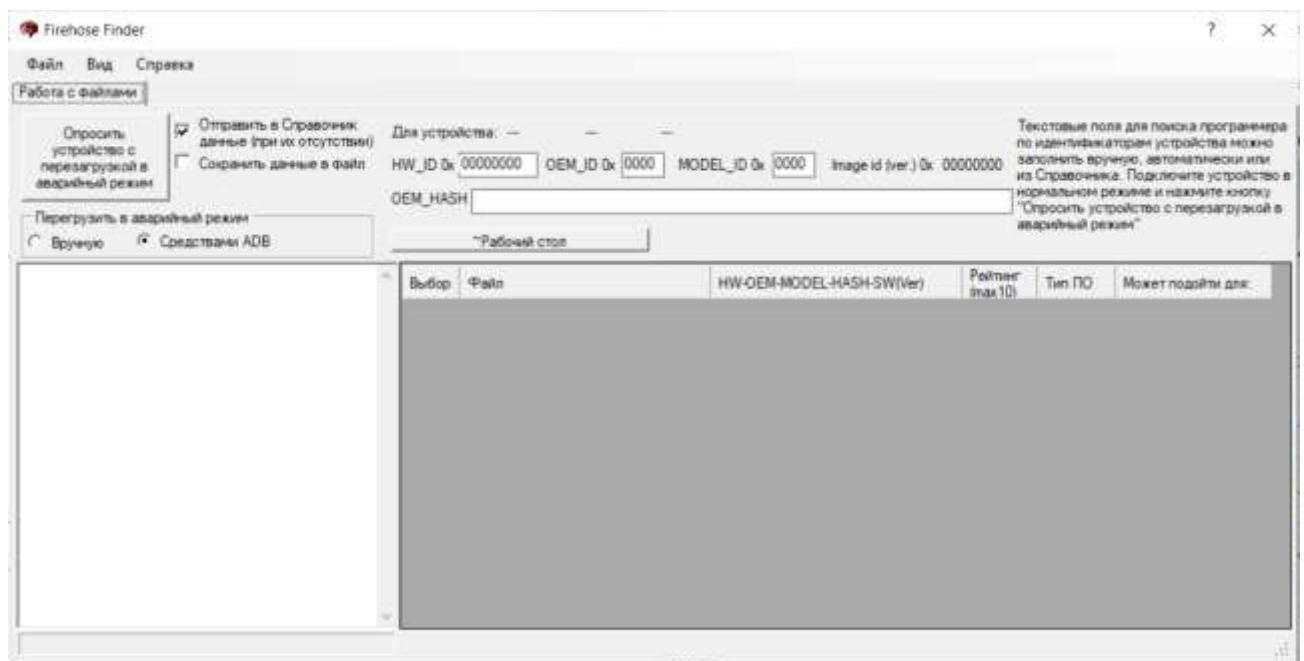 Firehose Finder
Файл Вид Справка
Работа с файлами
Опросить
устройство с
перезагрузкой в
аварийный режим
Отправить в Справочник
данные (при их отсутствии)
Сохранить данные в файл
Перегрузить в аварийный режим
Вручную Средствами ADB
Для устройства: --- --- ---
HW_ID 0x 00000000 OEM_ID 0x 0000 MODEL_ID 0x 0000 Image id (ver.) 0x 00000000
OEM_HASH
~Рабочий стол
Текстовые поля для поиска программера
по идентификаторам устройства можно
заполнить вручную, автоматически или
из Справочника. Подключите устройство в
нормальном режиме и нажмите кнопку
"Опросить устройство с перезагрузкой в
аварийный режим"
Выбор Файл HW-OEM-MODEL-HASH-SW(Ver) Рейтинг
(max 10) Тип ПО Может подойти для: